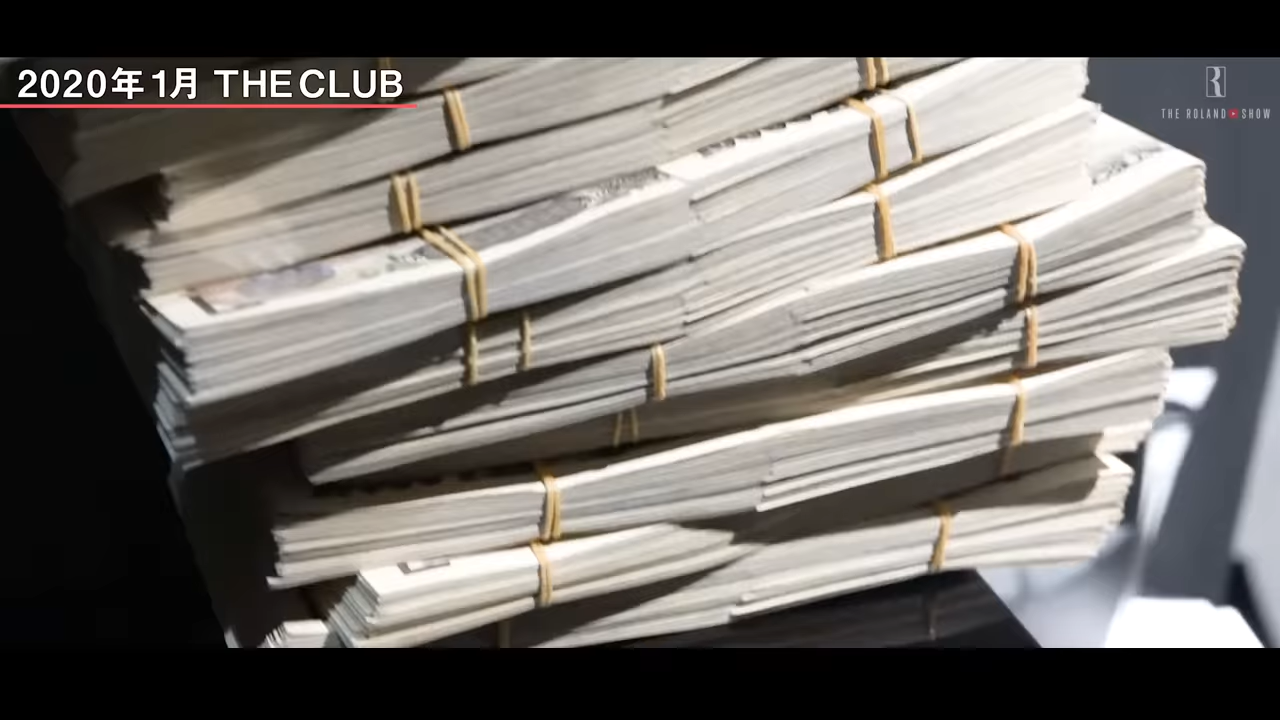 2020年1月 THE CLUB
R
THE ROLAND SHOW